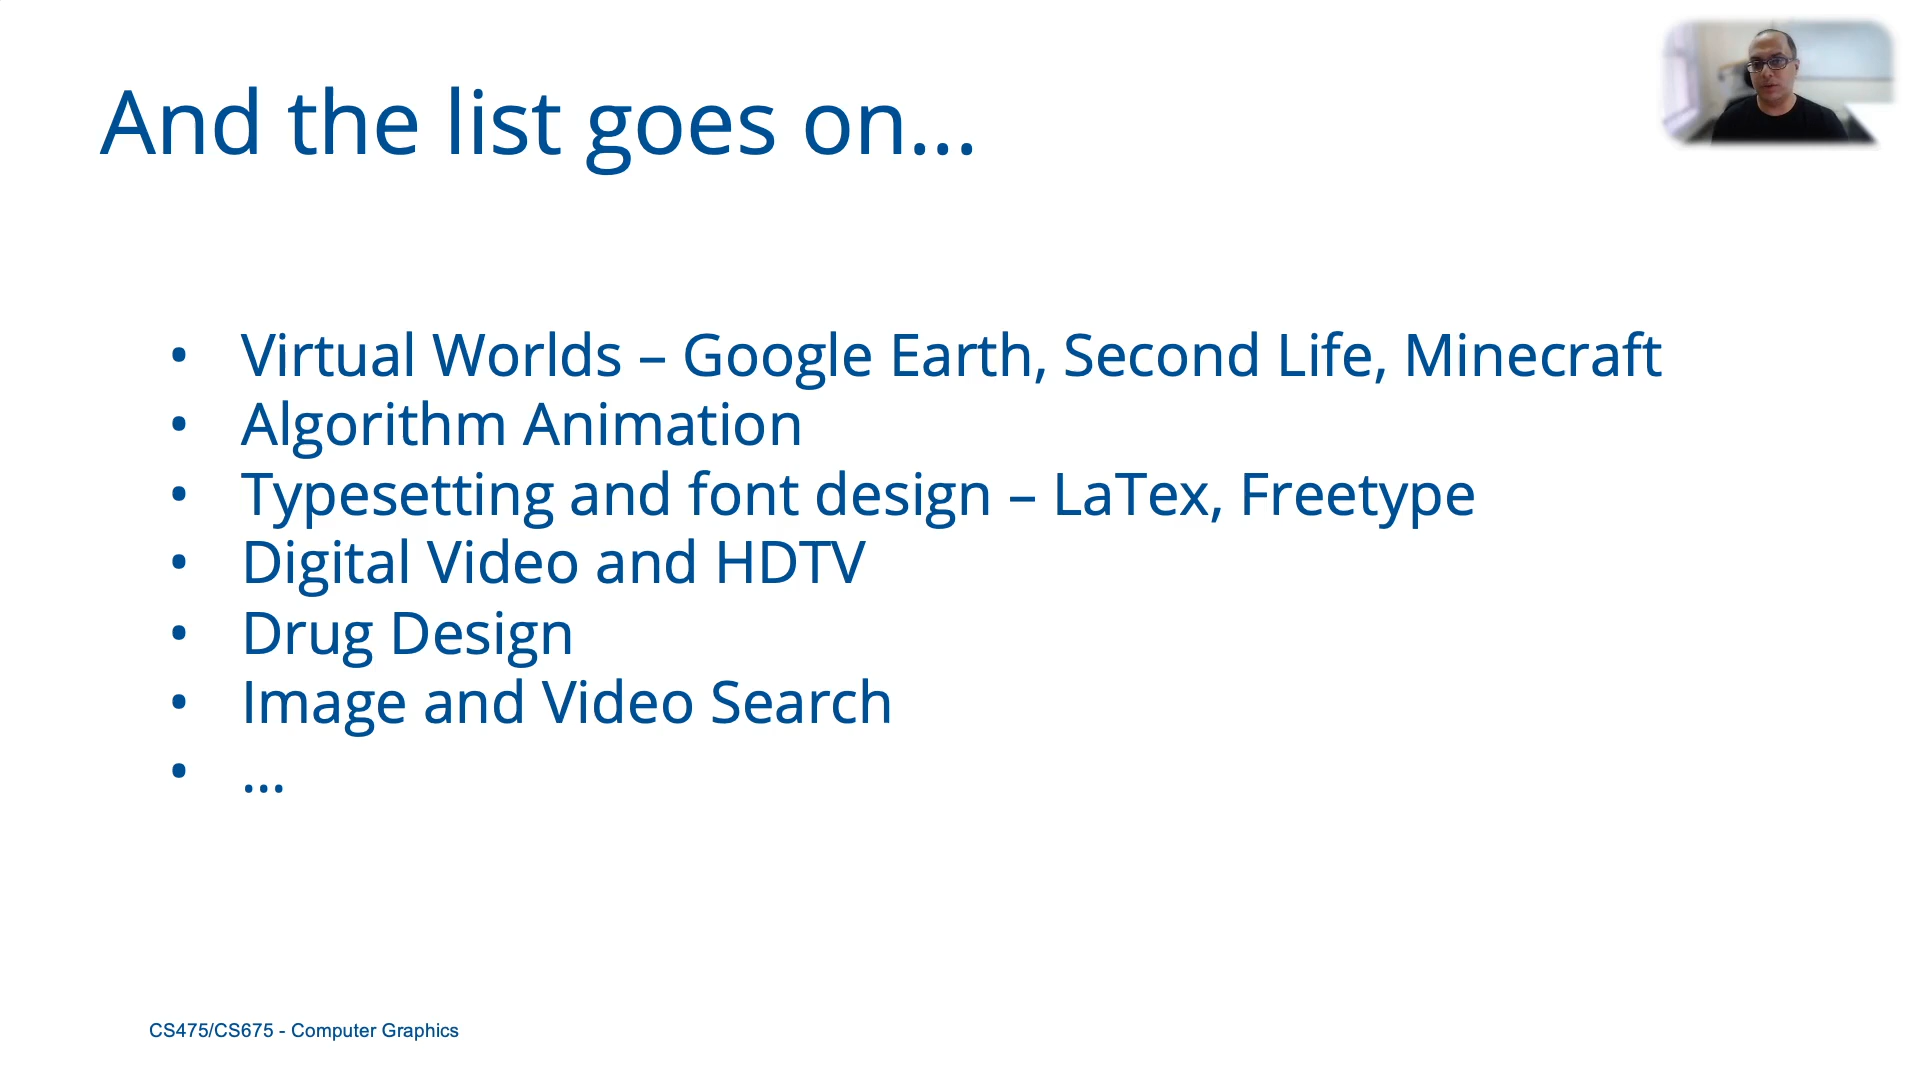 And the list goes on...
• Virtual Worlds – Google Earth, Second Life, Minecraft
• Algorithm Animation
• Typesetting and font design – LaTex, Freetype
• Digital Video and HDTV
• Drug Design
• Image and Video Search
• ...
CS475/CS675 - Computer Graphics